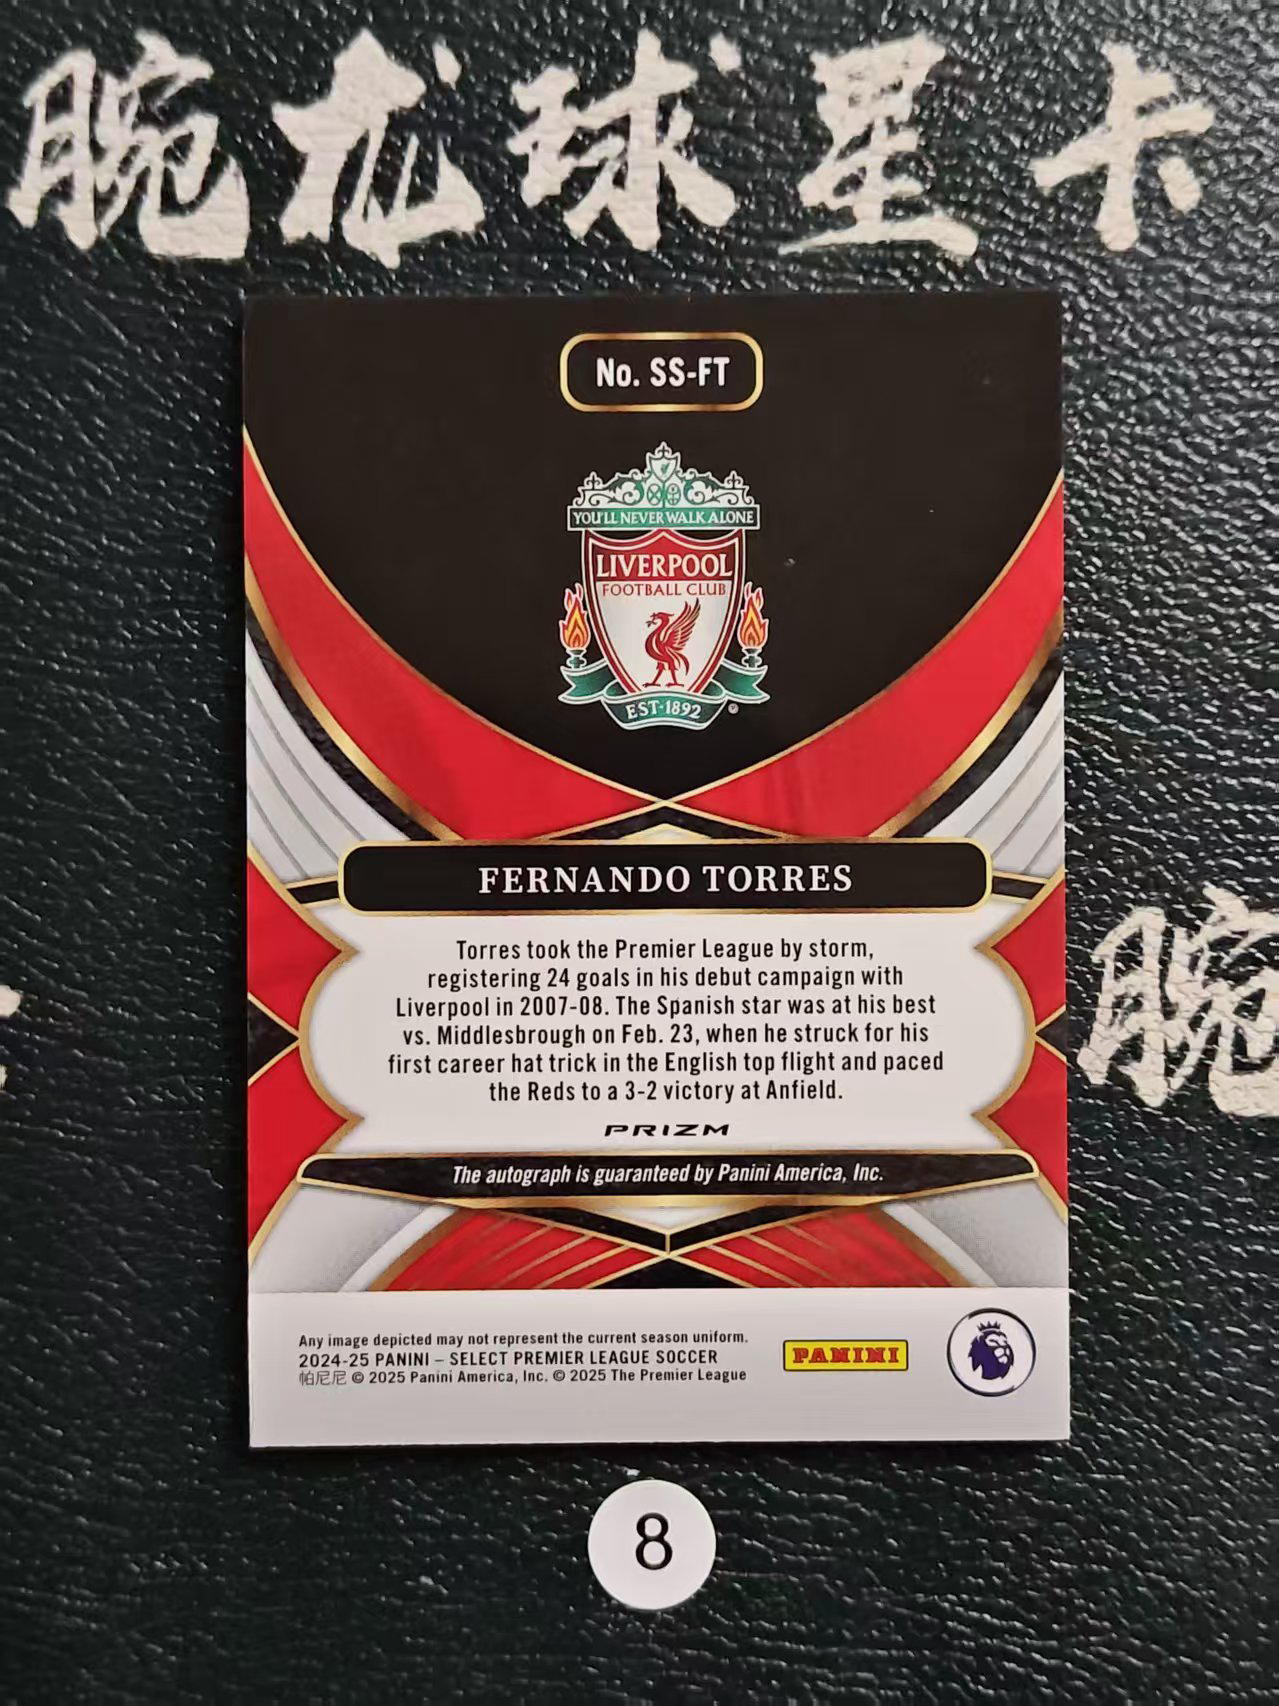 腕龙球星卡
No. SS-FT
YOU'LL NEVER WALK ALONE
LIVERPOOL
FOOTBALL CLUB
EST·1892
FERNANDO TORRES
Torres took the Premier League by storm,
registering 24 goals in his debut campaign with
Liverpool in 2007-08. The Spanish star was at his best
vs. Middlesbrough on Feb. 23, when he struck for his
first career hat trick in the English top flight and paced
the Reds to a 3-2 victory at Anfield.
PRIZM
The autograph is guaranteed by Panini America, Inc.
Any image depicted may not represent the current season uniform.
2024-25 PANINI – SELECT PREMIER LEAGUE SOCCER
帕尼尼 © 2025 Panini America, Inc. © 2025 The Premier League
PANINI
腕
8